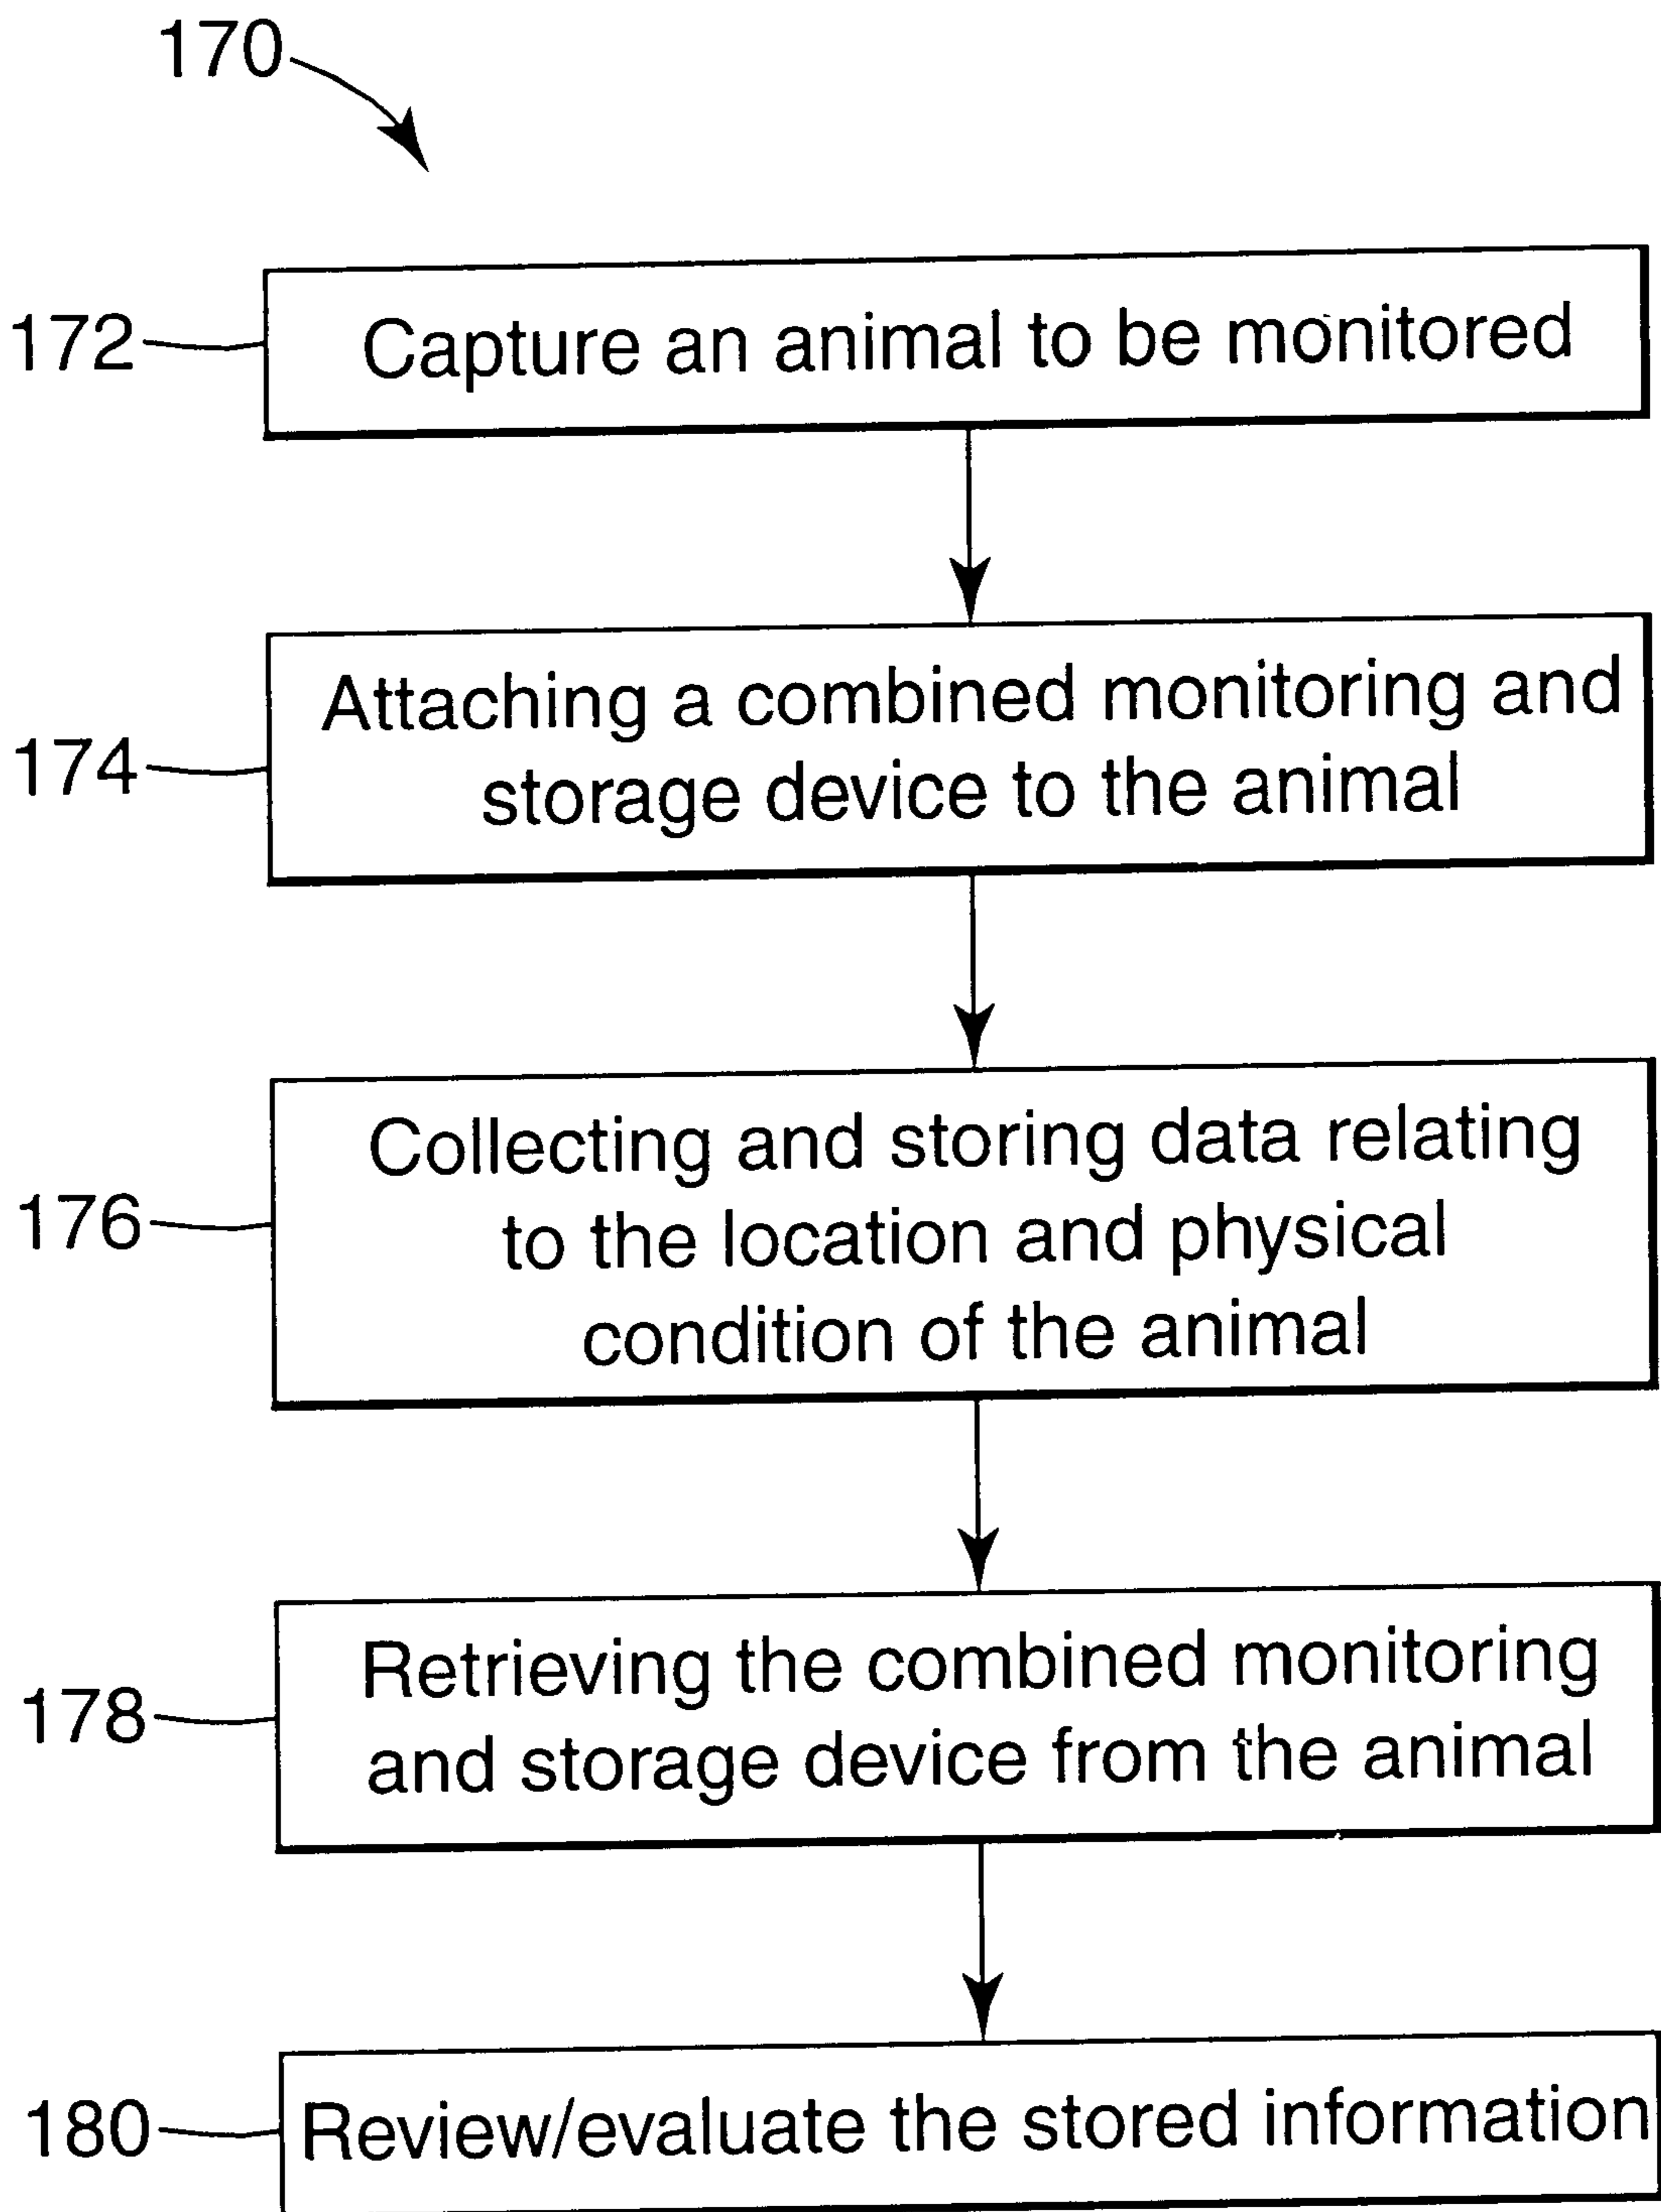 170
172
Capture an animal to be monitored
174
Attaching a combined monitoring and
storage device to the animal
176
Collecting and storing data relating
to the location and physical
condition of the animal
178
Retrieving the combined monitoring
and storage device from the animal
180
Review/evaluate the stored information